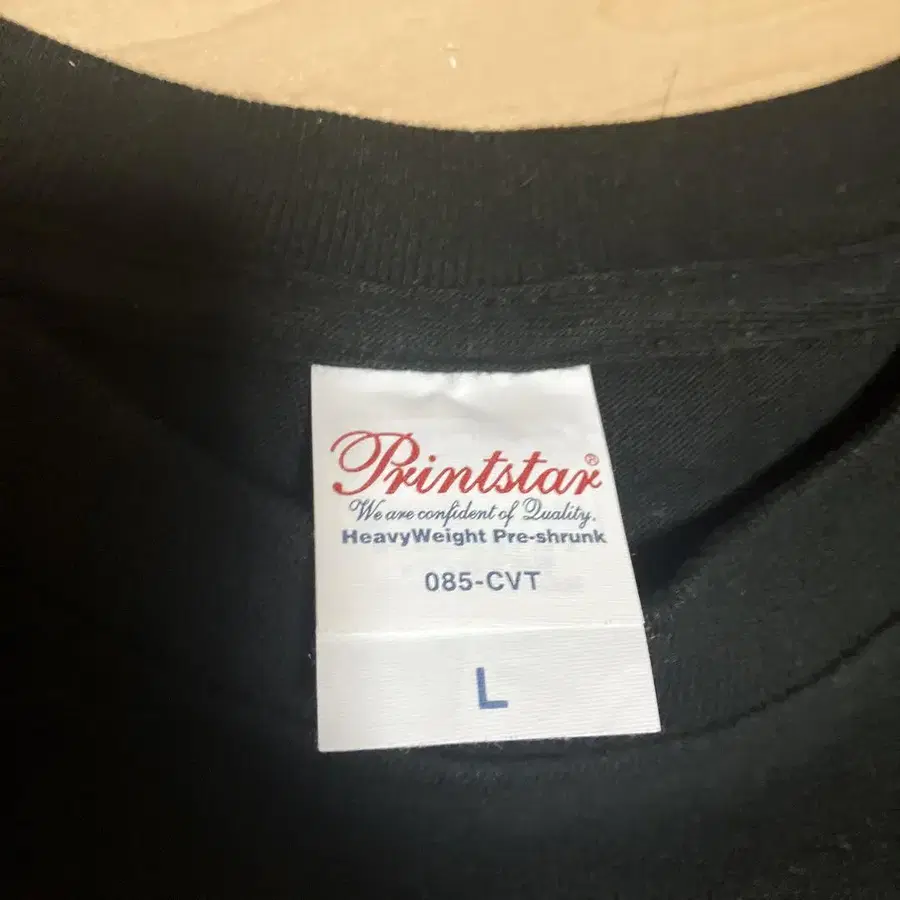 Printstar®
We are confident of Quality.
HeavyWeight Pre-shrunk
085-CVT
L